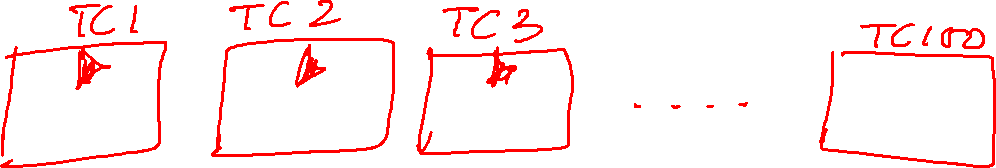 TC1 TC2 TC3 .... TC100